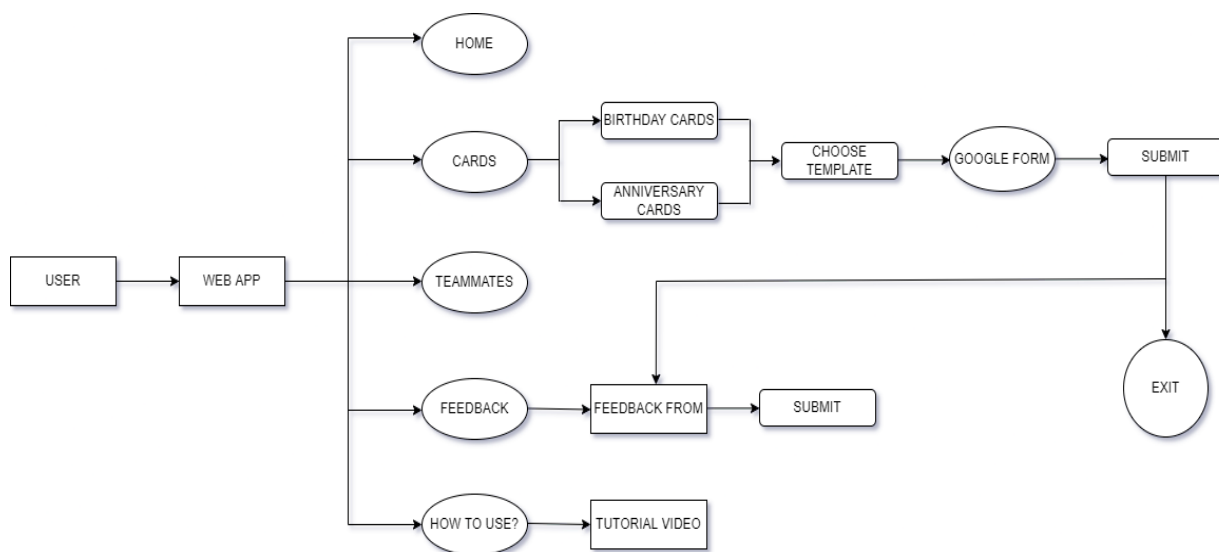 HOME
BIRTHDAY CARDS
CARDS
CHOOSE
TEMPLATE
GOOGLE FORM
SUBMIT
ANNIVERSARY
CARDS
USER
WEB APP
TEAMMATES
EXIT
FEEDBACK
FEEDBACK FROM
SUBMIT
HOW TO USE?
TUTORIAL VIDEO